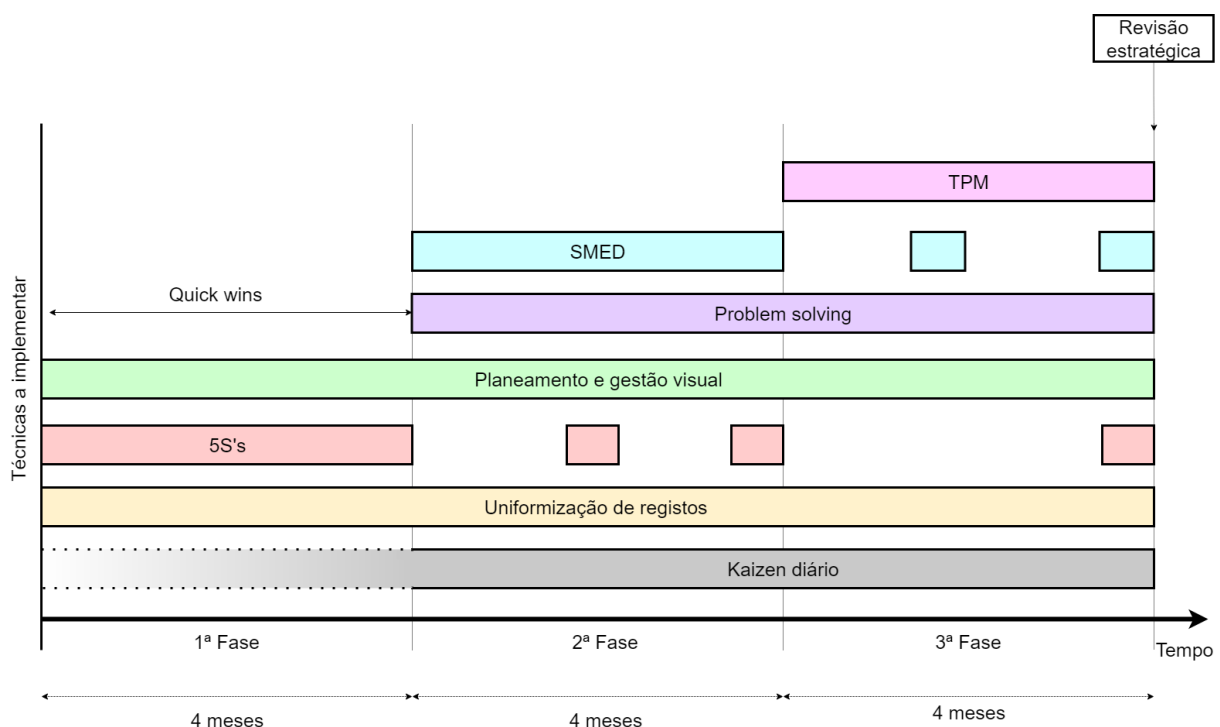 Revisão
estratégica
TPM
SMED
Quick wins
Problem solving
Técnicas a implementar
Planeamento e gestão visual
5S's
Uniformização de registos
Kaizen diário
1ª Fase
2ª Fase
3ª Fase
Tempo
4 meses
4 meses
4 meses